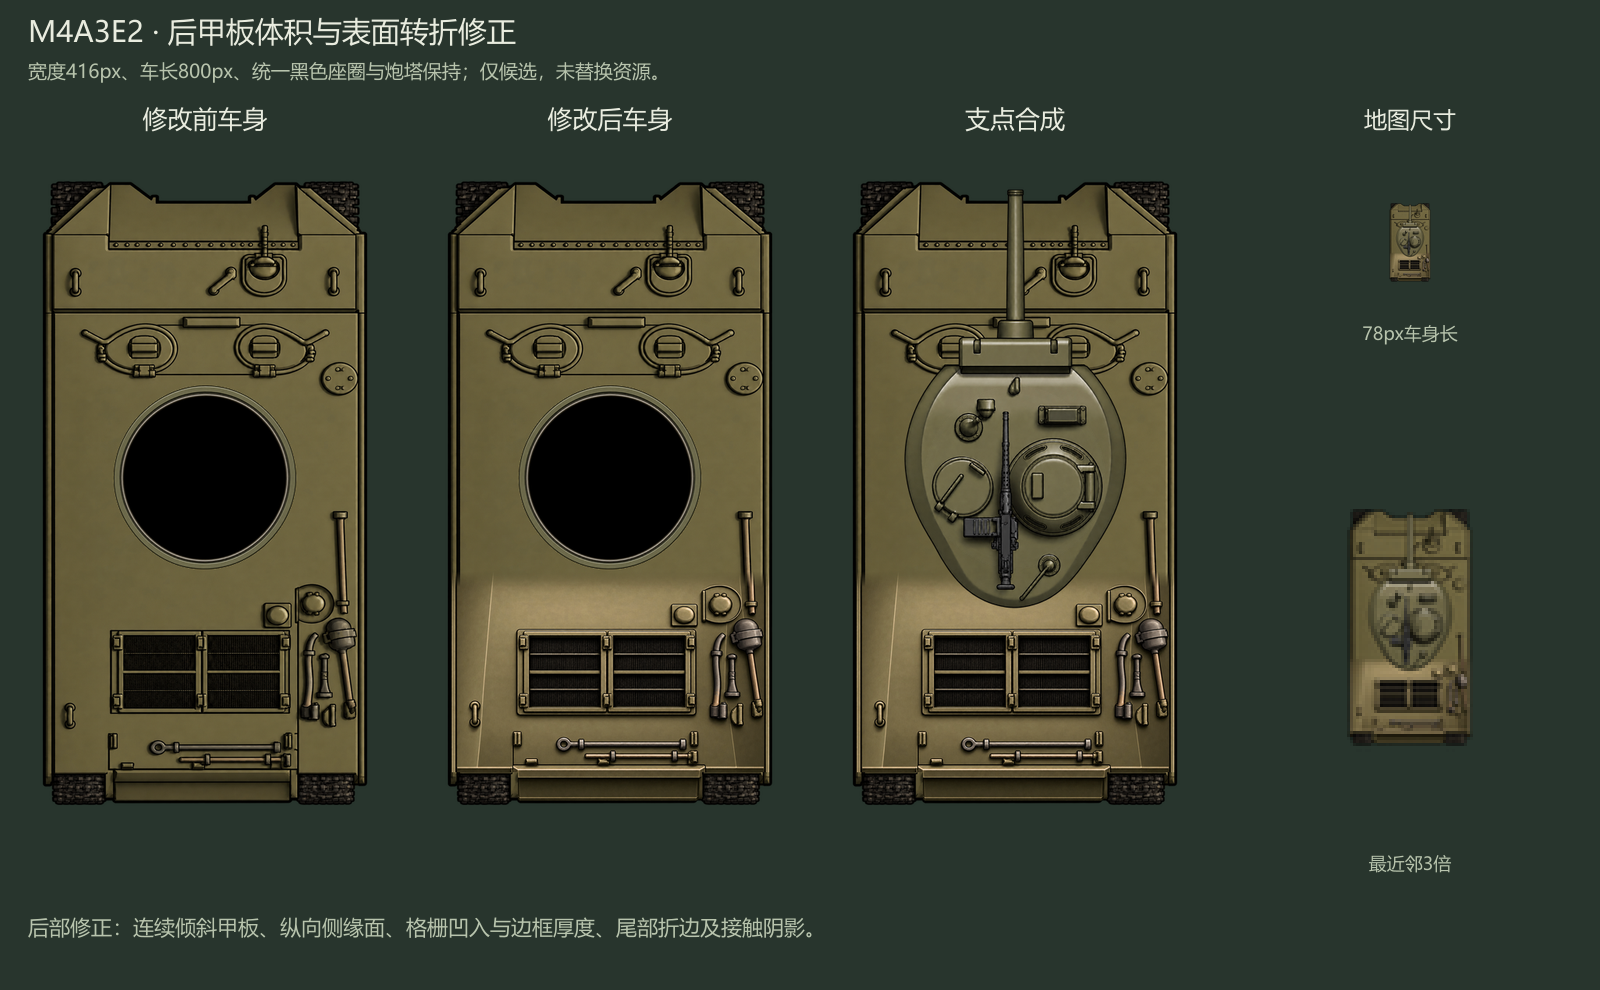 M4A3E2 · 后甲板体积与表面转折修正
宽度416px、车长800px、统一黑色座圈与炮塔保持；仅候选，未替换资源。
修改前车身
修改后车身
支点合成
地图尺寸
78px车身长
最近邻3倍
后部修正：连续倾斜甲板、纵向侧缘面、格栅凹入与边框厚度、尾部折边及接触阴影。